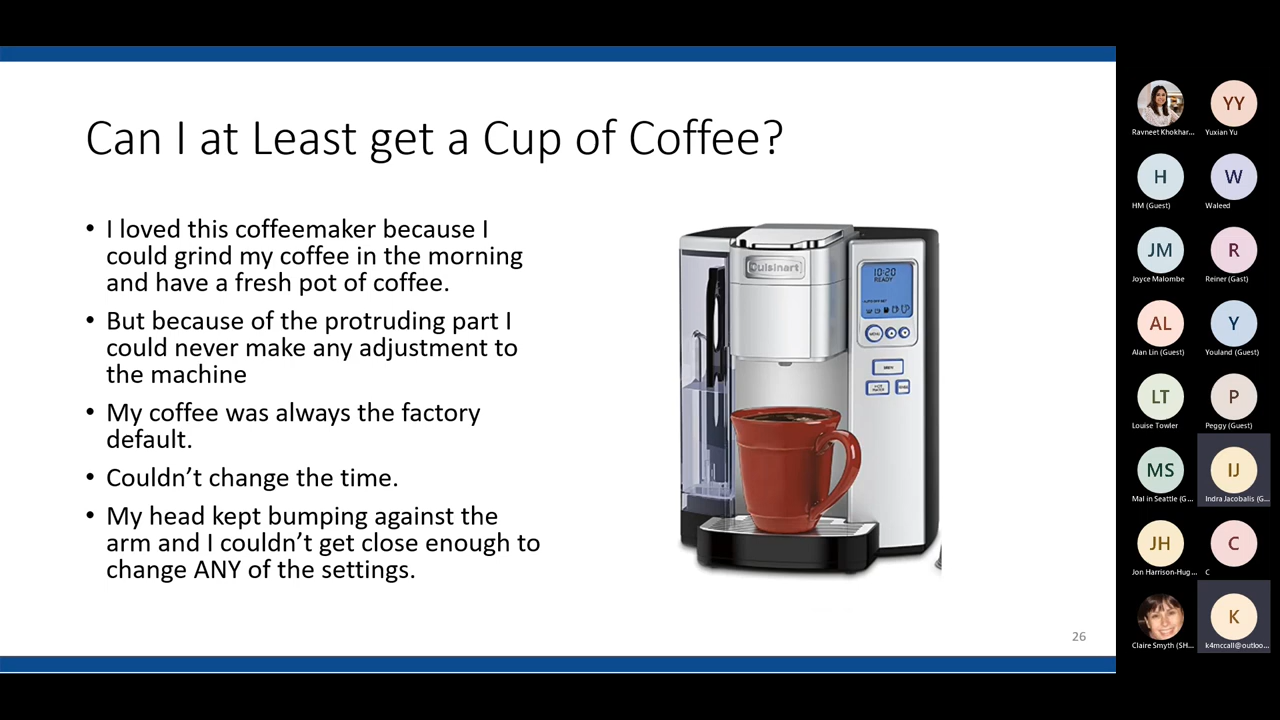 Can I at Least get a Cup of Coffee?
• I loved this coffeemaker because I
could grind my coffee in the morning
and have a fresh pot of coffee.
• But because of the protruding part I
could never make any adjustment to
the machine
• My coffee was always the factory
default.
• Couldn’t change the time.
• My head kept bumping against the
arm and I couldn’t get close enough to
change ANY of the settings.
Cuisinart
10:20
READY
26
Ravneet Khokhar...
YY
Yuxian Yu
H
HM (Guest)
W
Waleed
JM
Joyce Malombe
R
Reiner (Gast)
AL
Alan Lin (Guest)
Y
Youland (Guest)
LT
Louise Towler
P
Peggy (Guest)
MS
Mal in Seattle (G...
IJ
Indra Jacobalis (G...
JH
Jon Harrison-Hug...
C
C
Claire Smyth (SH...
K
k4mccall@outloo...